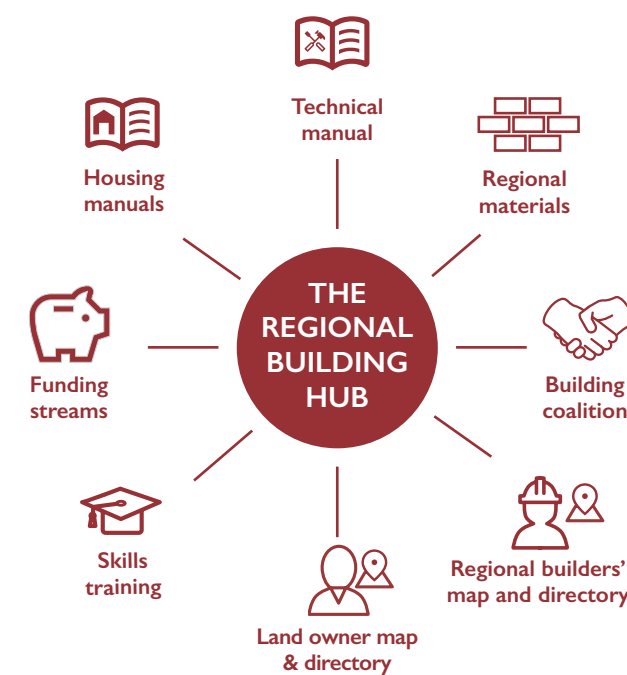 Technical
manual
Housing
manuals
Regional
materials
THE
REGIONAL
BUILDING
HUB
Funding
streams
Building
coalition
Skills
training
Regional builders’
map and directory
Land owner map
& directory